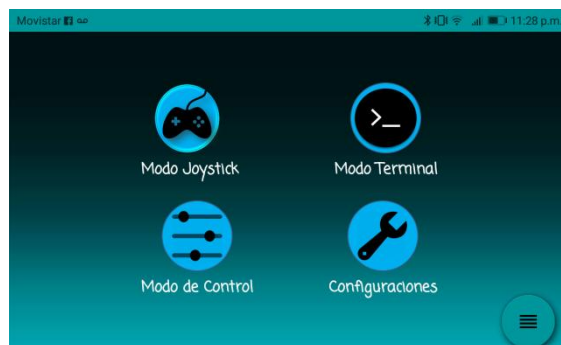 Movistar 11:28 p.m.
Modo Joystick
Modo Terminal
Modo de Control
Configuraciones